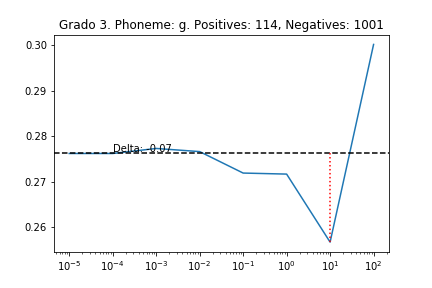 Grado 3. Phoneme: g. Positives: 114, Negatives: 1001
0.30
0.29
0.28
Delta: -0.07
0.27
0.26
10⁻⁵ 10⁻⁴ 10⁻³ 10⁻² 10⁻¹ 10⁰ 10¹ 10²